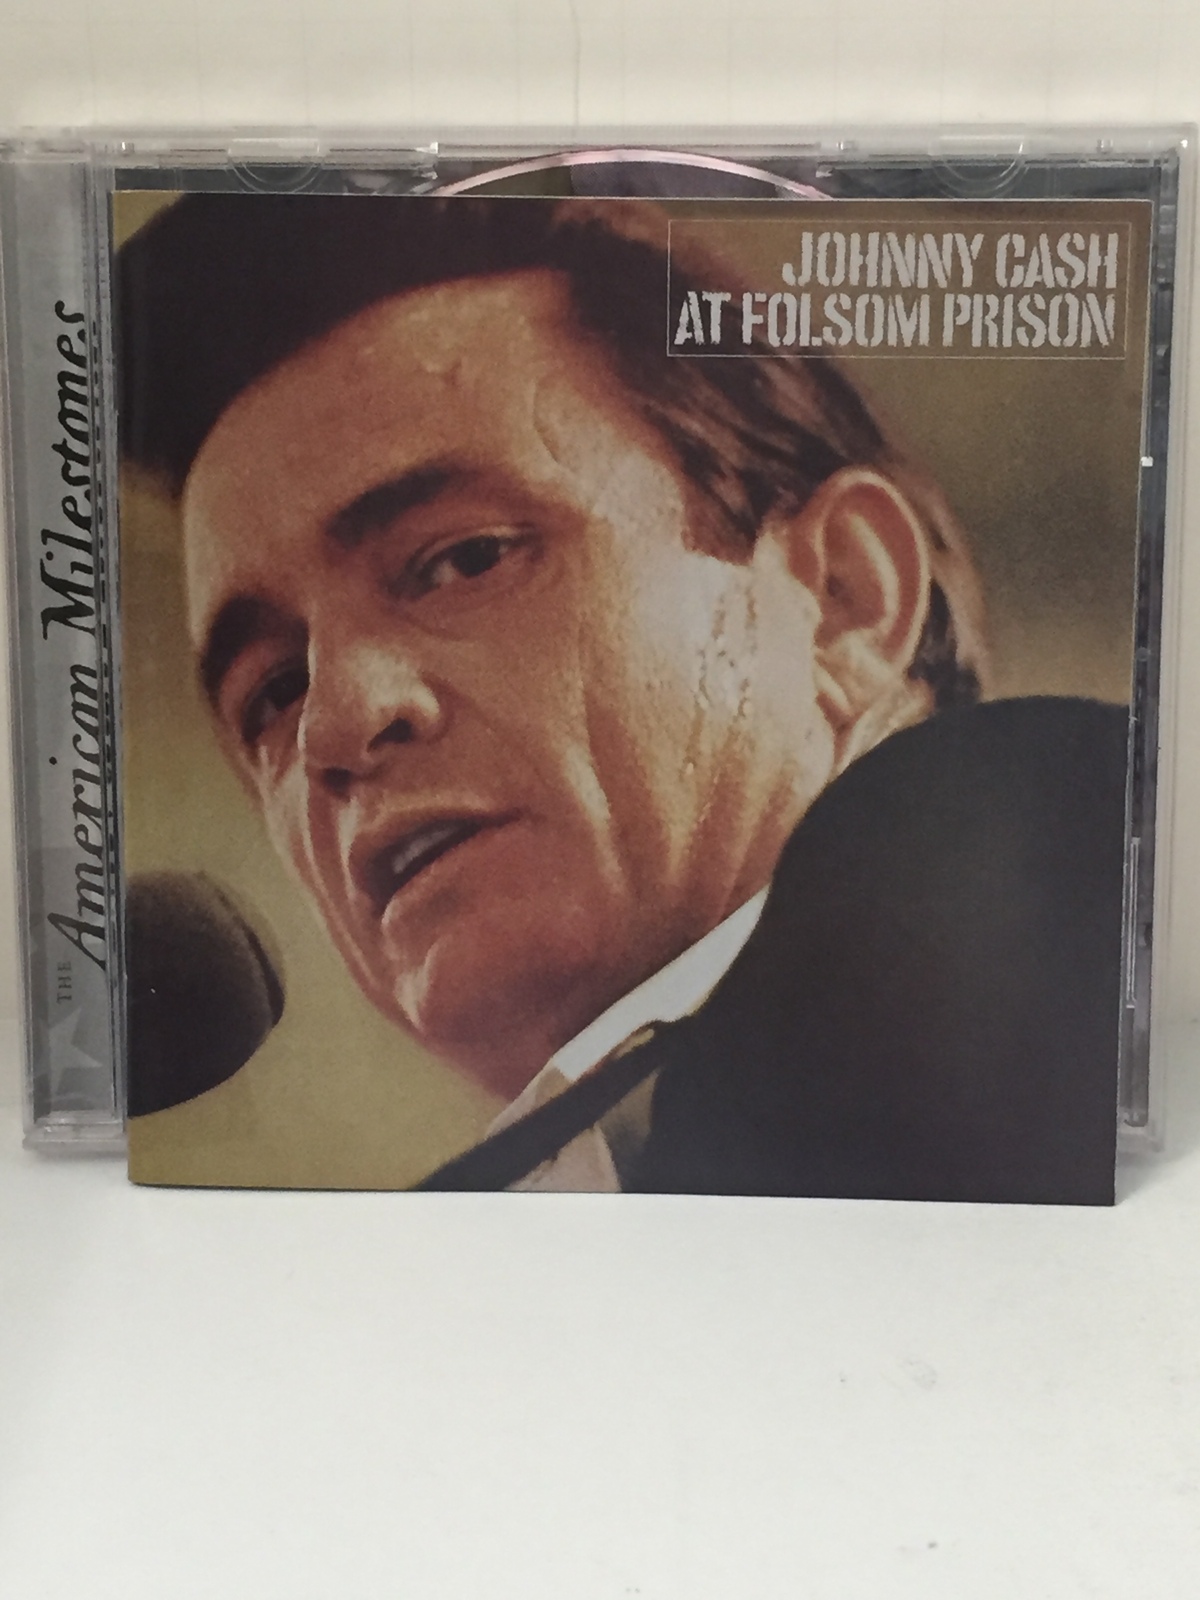 JOHNNY CASH
AT FOLSOM PRISON
THE American Milestones